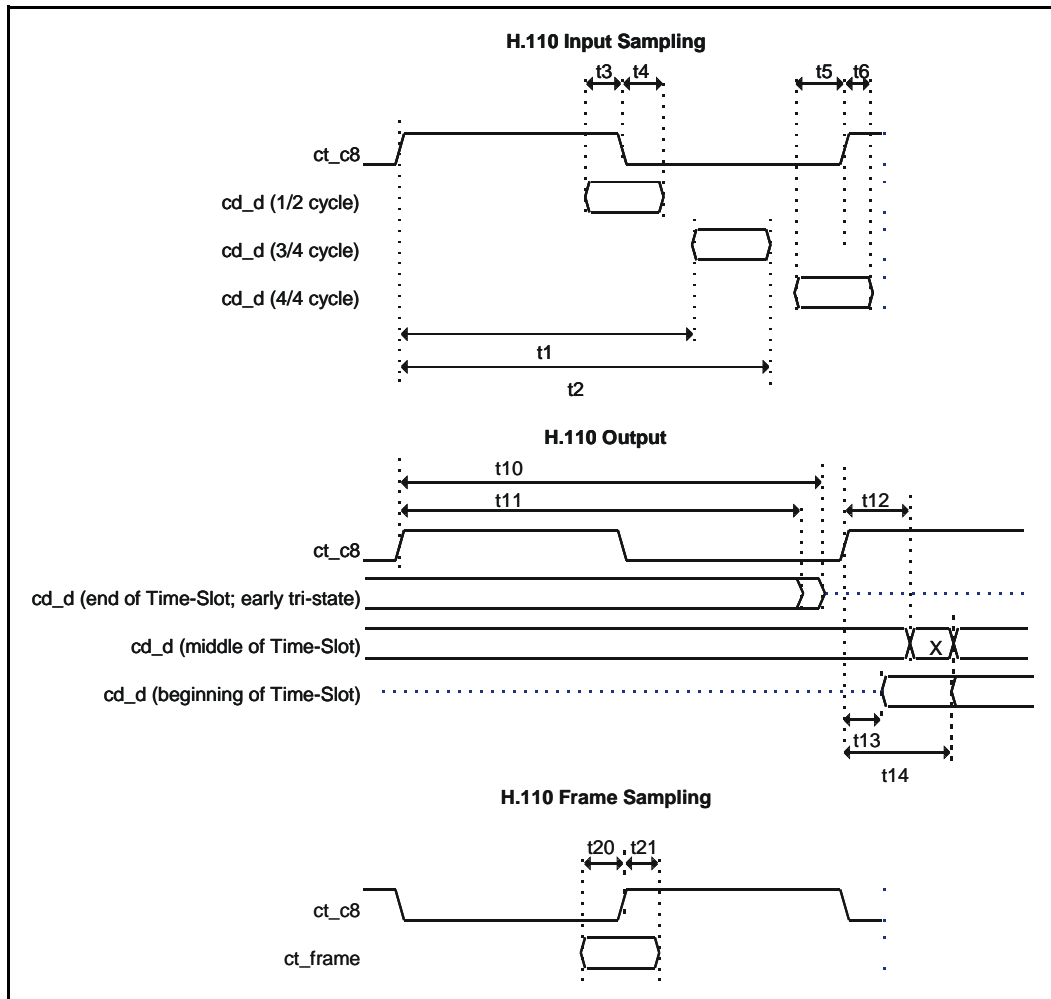 H.110 Input Sampling
t3 t4 t5 t6
ct_c8
cd_d (1/2 cycle)
cd_d (3/4 cycle)
cd_d (4/4 cycle)
t1
t2
H.110 Output
t10
t11 t12
ct_c8
cd_d (end of Time-Slot; early tri-state)
cd_d (middle of Time-Slot) X
cd_d (beginning of Time-Slot)
t13
t14
H.110 Frame Sampling
t20 t21
ct_c8
ct_frame